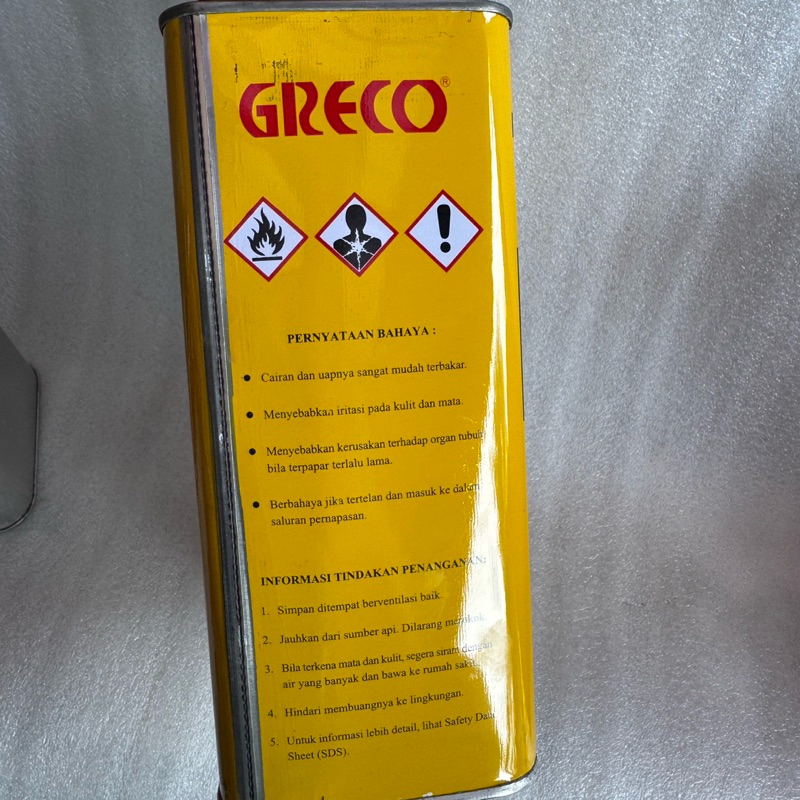 GRECO®
PERNYATAAN BAHAYA :
• Cairan dan uapnya sangat mudah terbakar.
• Menyebabkan iritasi pada kulit dan mata.
• Menyebabkan kerusakan terhadap organ tubuh
bila terpapar terlalu lama.
• Berbahaya jika tertelan dan masuk ke dalam
saluran pernapasan.
INFORMASI TINDAKAN PENANGANAN:
1. Simpan ditempat berventilasi baik.
2. Jauhkan dari sumber api. Dilarang merokok.
3. Bila terkena mata dan kulit, segera siram dengan
air yang banyak dan bawa ke rumah sakit
4. Hindari membuangnya ke lingkungan.
5. Untuk informasi lebih detail, lihat Safety Data
Sheet (SDS).